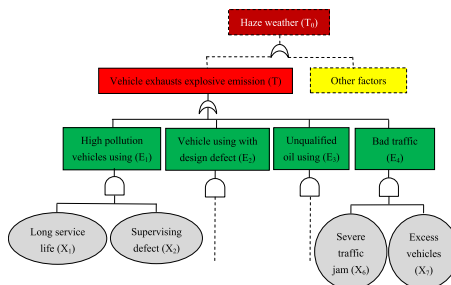 Haze weather (T0)
Vehicle exhausts explosive emission (T)
Other factors
High pollution
vehicles using (E1)
Vehicle using with
design defect (E2)
Unqualified
oil using (E3)
Bad traffic
(E4)
Long service
life (X1)
Supervising
defect (X2)
Severe
traffic
jam (X6)
Excess
vehicles
(X7)